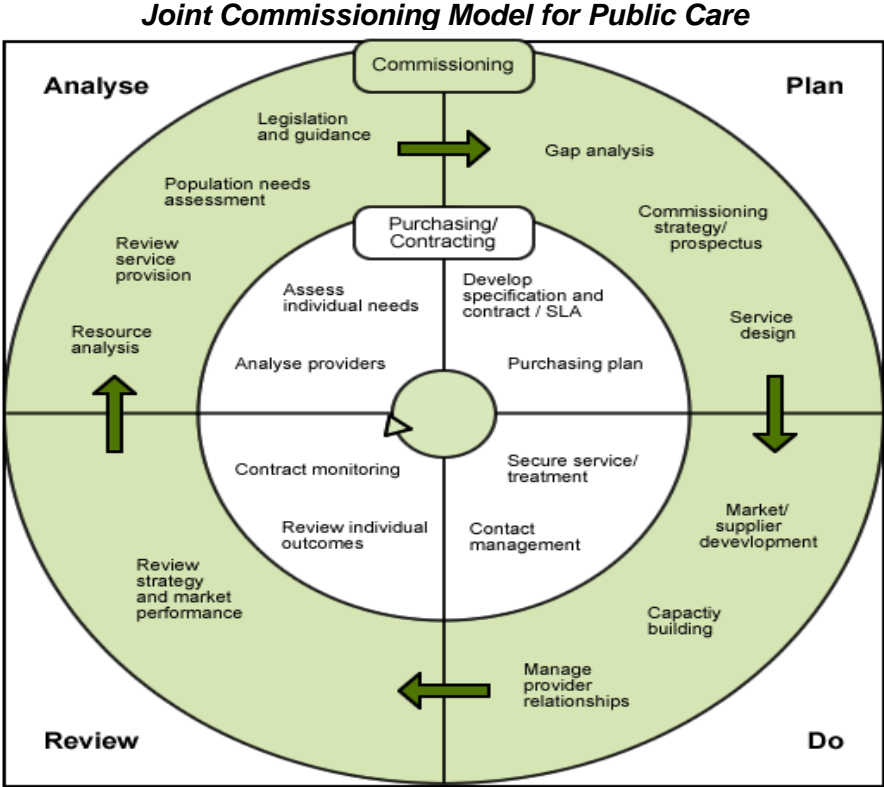 Joint Commissioning Model for Public Care
Analyse
Commissioning
Plan
Legislation
and guidance
Gap analysis
Population needs
assessment
Commissioning
strategy/
prospectus
Review
service
provision
Purchasing/
Contracting
Assess
individual needs
Develop
specification and
contract / SLA
Resource
analysis
Service
design
Analyse providers
Purchasing plan
Contract monitoring
Secure service/
treatment
Review individual
outcomes
Contact
management
Market/
supplier
devevlopment
Review
strategy
and market
performance
Capactiy
building
Manage
provider
relationships
Review
Do